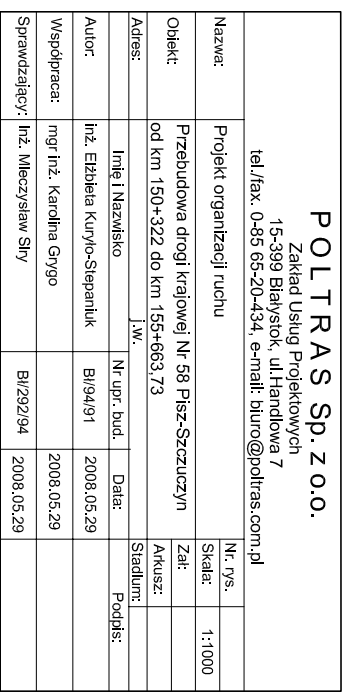 POLTRAS Sp. z o.o.
Zakład Usług Projektowych
15-399 Białystok, ul.Handlowa 7
tel./fax. 0-85 65-20-434, e-mail: biuro@poltras.com.pl
Nazwa: Projekt organizacji ruchu Nr. rys.
Skala: 1:1000
Obiekt: Przebudowa drogi krajowej Nr 58 Pisz-Szczuczyn Zał:
od km 150+322 do km 155+663,73 Arkusz:
Adres: j.w. Stadium:
Imię i Nazwisko Nr upr. bud. Data: Podpis:
Autor: inż. Elżbieta Kuryło-Stepaniuk Bł/94/91 2008.05.29
Współpraca: mgr inż. Karolina Grygo 2008.05.29
Sprawdzający: Inż. Mieczysław Siry Bł/292/94 2008.05.29